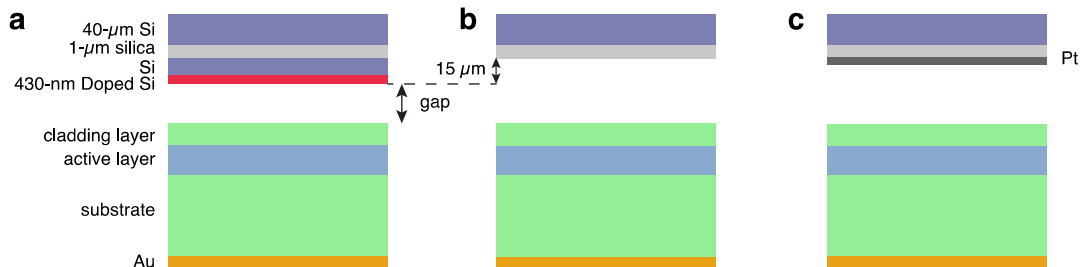 a
b
c
40-μm Si
1-μm silica
Si
430-nm Doped Si
15 μm
Pt
gap
cladding layer
active layer
substrate
Au